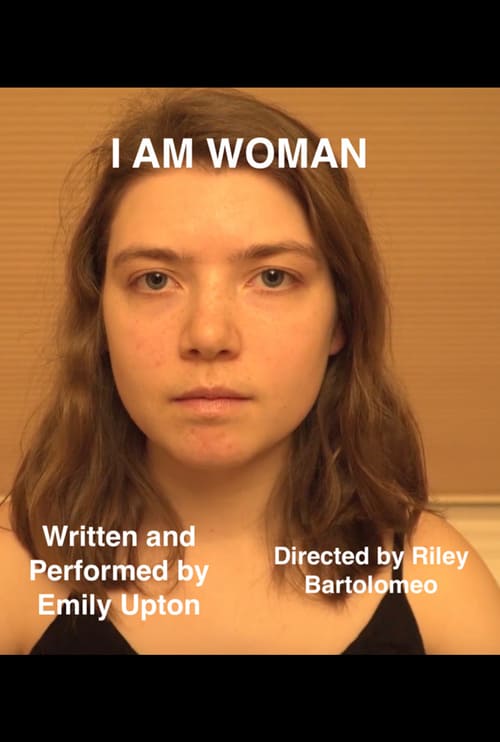 I AM WOMAN
Written and
Performed by
Emily Upton
Directed by Riley
Bartolomeo